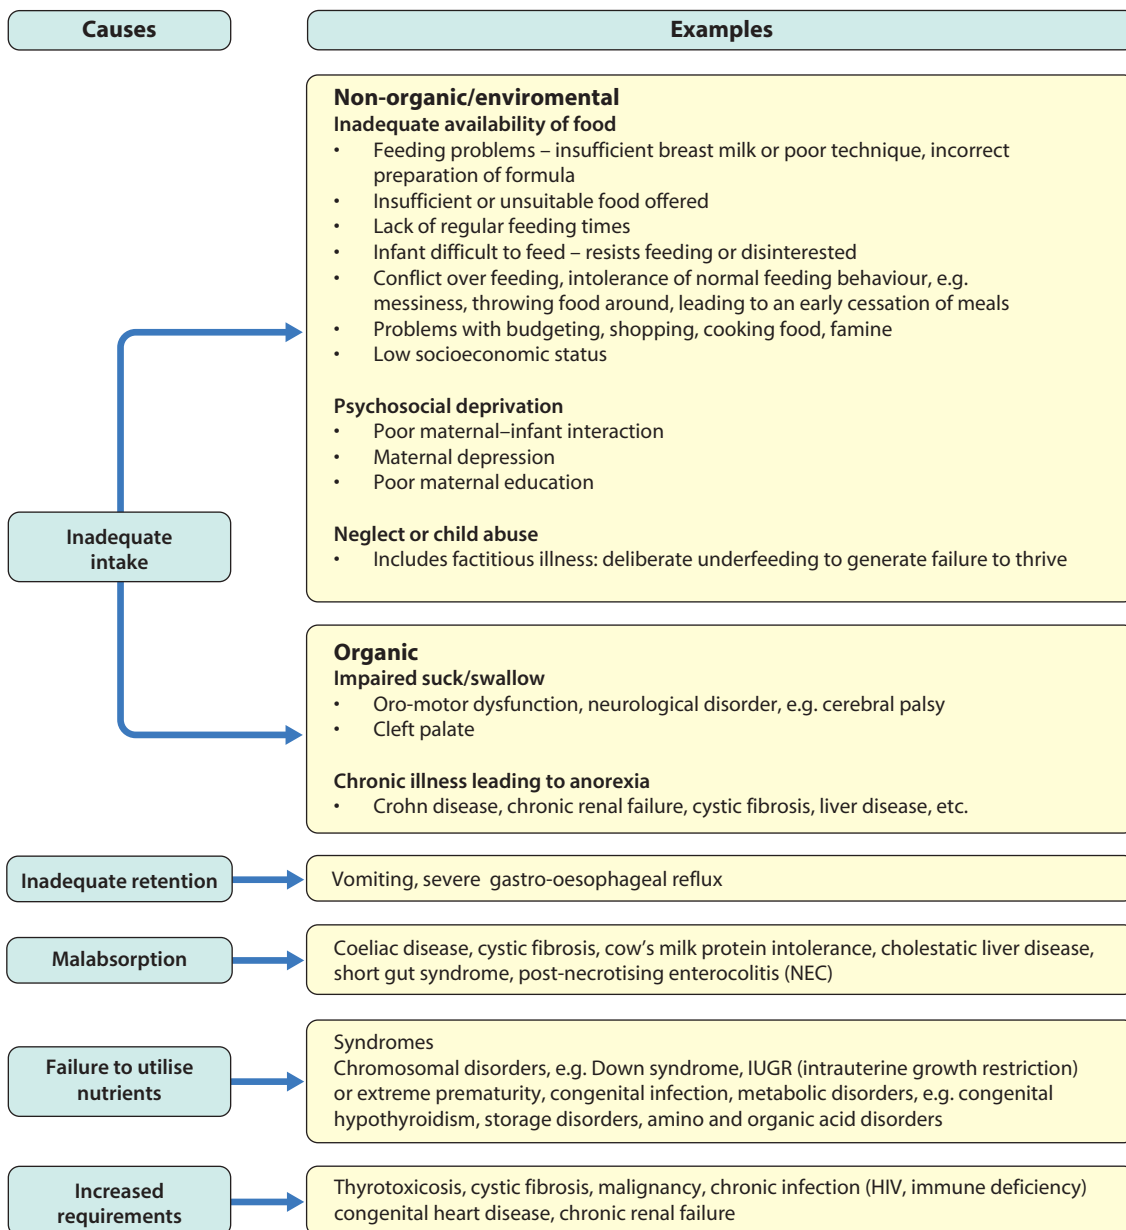 Causes
Examples
Non-organic/enviromental
Inadequate availability of food
• Feeding problems – insufficient breast milk or poor technique, incorrect
preparation of formula
• Insufficient or unsuitable food offered
• Lack of regular feeding times
• Infant difficult to feed – resists feeding or disinterested
• Conflict over feeding, intolerance of normal feeding behaviour, e.g.
messiness, throwing food around, leading to an early cessation of meals
• Problems with budgeting, shopping, cooking food, famine
• Low socioeconomic status
Psychosocial deprivation
• Poor maternal–infant interaction
• Maternal depression
• Poor maternal education
Neglect or child abuse
• Includes factitious illness: deliberate underfeeding to generate failure to thrive
Inadequate
intake
Organic
Impaired suck/swallow
• Oro-motor dysfunction, neurological disorder, e.g. cerebral palsy
• Cleft palate
Chronic illness leading to anorexia
• Crohn disease, chronic renal failure, cystic fibrosis, liver disease, etc.
Inadequate retention
Vomiting, severe gastro-oesophageal reflux
Malabsorption
Coeliac disease, cystic fibrosis, cow's milk protein intolerance, cholestatic liver disease,
short gut syndrome, post-necrotising enterocolitis (NEC)
Failure to utilise
nutrients
Syndromes
Chromosomal disorders, e.g. Down syndrome, IUGR (intrauterine growth restriction)
or extreme prematurity, congenital infection, metabolic disorders, e.g. congenital
hypothyroidism, storage disorders, amino and organic acid disorders
Increased
requirements
Thyrotoxicosis, cystic fibrosis, malignancy, chronic infection (HIV, immune deficiency)
congenital heart disease, chronic renal failure